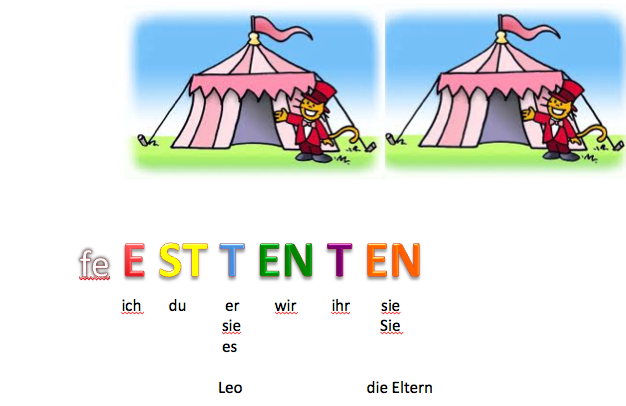 fe E ST T EN T EN
ich du er wir ihr sie
sie Sie
es
Leo die Eltern